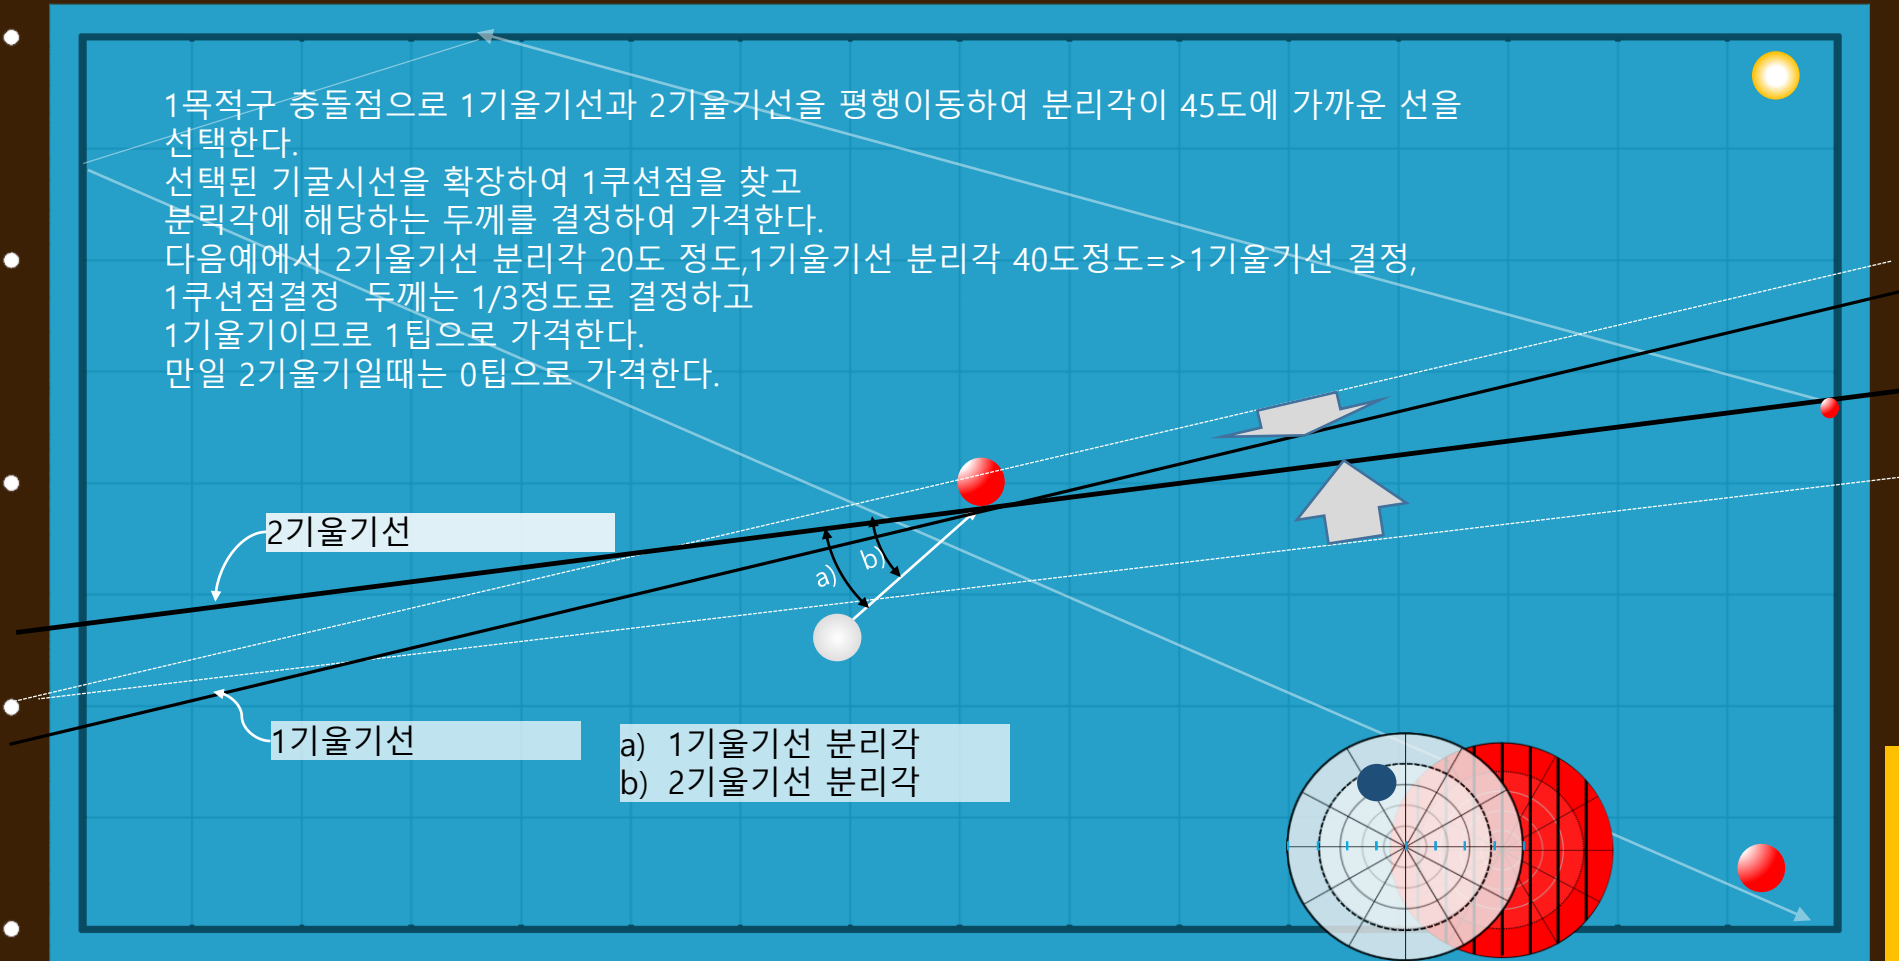 1목적구 충돌점으로 1기울기선과 2기울기선을 평행이동하여 분리각이 45도에 가까운 선을
선택한다.
선택된 기굴시선을 확장하여 1쿠션점을 찾고
분릭각에 해당하는 두께를 결정하여 가격한다.
다음예에서 2기울기선 분리각 20도 정도,1기울기선 분리각 40도정도=>1기울기선 결정,
1쿠션점결정 두께는 1/3정도로 결정하고
1기울기이므로 1팁으로 가격한다.
만일 2기울기일때는 0팁으로 가격한다.
2기울기선
b)
a)
1기울기선
a) 1기울기선 분리각
b) 2기울기선 분리각